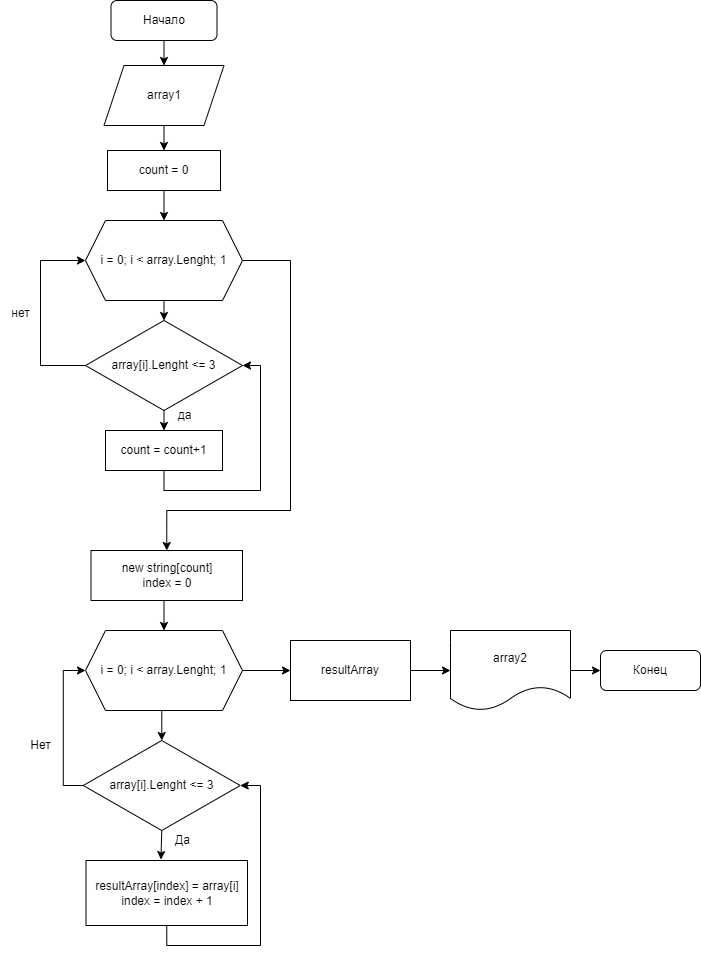 Начало
array1
count = 0
i = 0; i < array.Lenght; 1
нет
array[i].Lenght <= 3
да
count = count+1
new string[count]
index = 0
i = 0; i < array.Lenght; 1
resultArray
array2
Конец
Нет
array[i].Lenght <= 3
Да
resultArray[index] = array[i]
index = index + 1